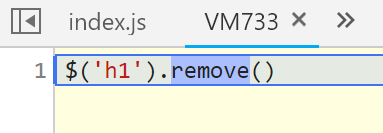 index.js VM733 × »
1 $('h1').remove()